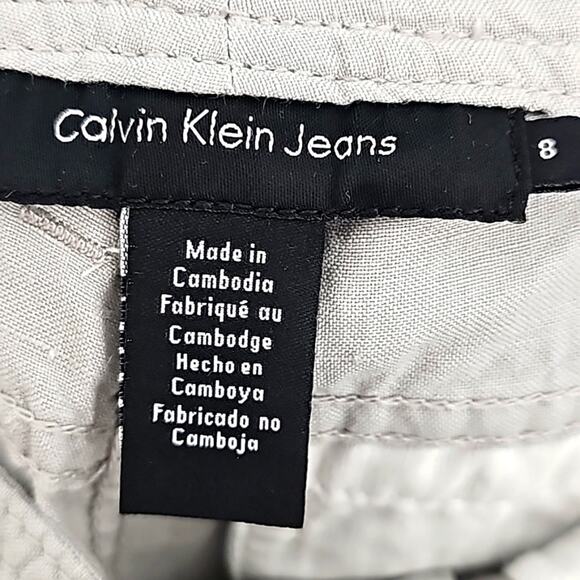 Calvin Klein Jeans
8
Made in
Cambodia
Fabriqué au
Cambodge
Hecho en
Camboya
Fabricado no
Camboja